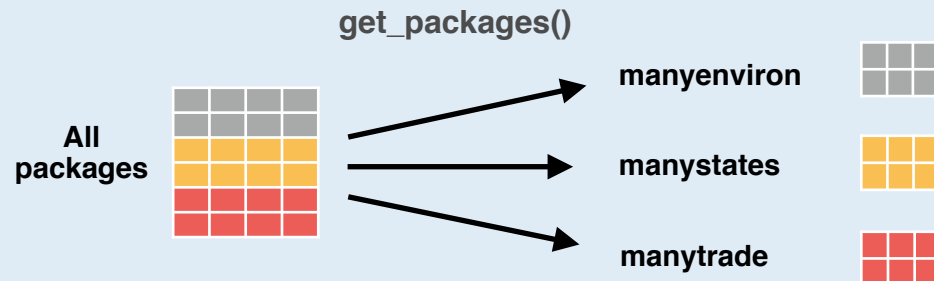 get_packages()
All
packages
manyenviron
manystates
manytrade